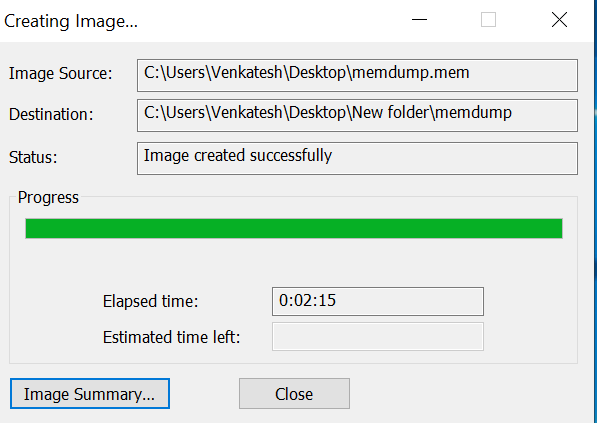 Creating Image...
Image Source: C:\Users\Venkatesh\Desktop\memdump.mem
Destination: C:\Users\Venkatesh\Desktop\New folder\memdump
Status: Image created successfully
Progress
Elapsed time: 0:02:15
Estimated time left:
Image Summary... Close